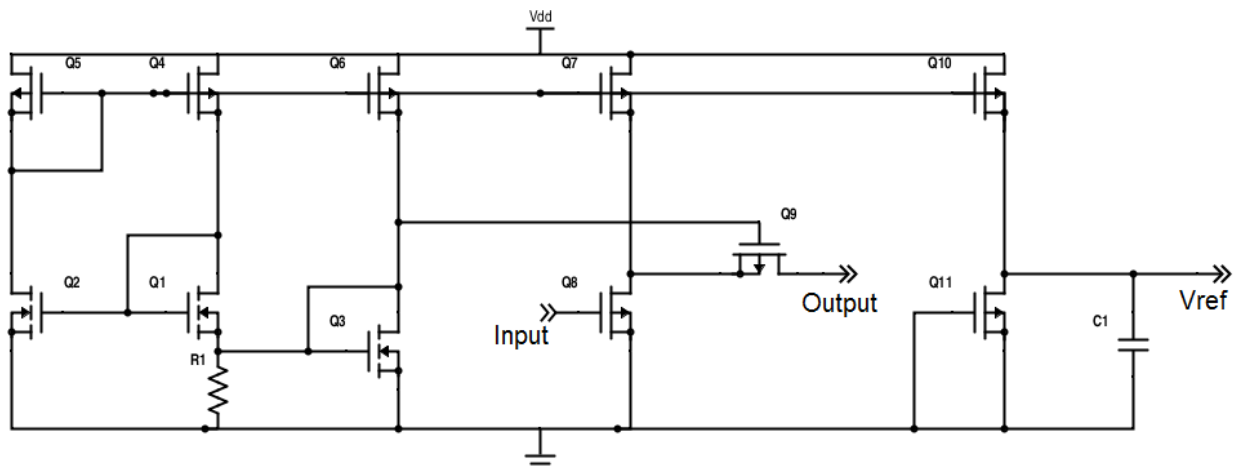 Vdd
Q5
Q4
Q6
Q7
Q10
Q9
Q2
Q1
Q3
Q8
Q11
Output
Input
Vref
C1
R1